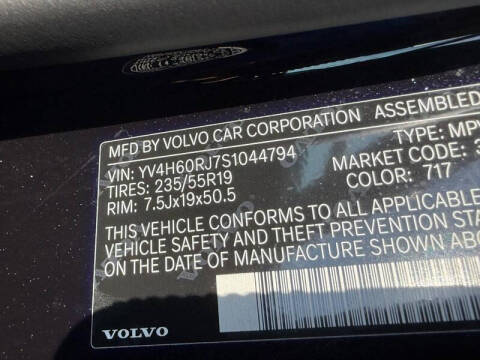 MFD BY VOLVO CAR CORPORATION ASSEMBLED
VIN: YV4H60RJ7S1044794 TYPE: MPV
TIRES: 235/55R19 MARKET CODE: 3
RIM: 7.5Jx19x50.5 COLOR: 717
THIS VEHICLE CONFORMS TO ALL APPLICABLE
VEHICLE SAFETY AND THEFT PREVENTION STA
ON THE DATE OF MANUFACTURE SHOWN ABO
VOLVO